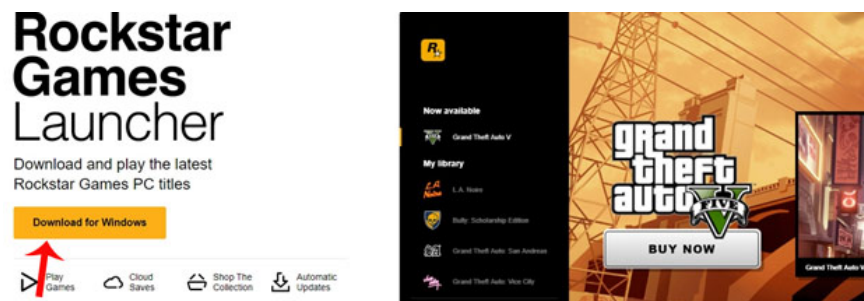 Rockstar
Games
Launcher
Download and play the latest
Rockstar Games PC titles
Download for Windows
Play
Games
Cloud
Saves
Shop The
Collection
Automatic
Updates
R
Now available
Grand Theft Auto V
My library
L.A. Noire
Bully: Scholarship Edition
Grand Theft Auto: San Andreas
Grand Theft Auto: Vice City
grand
theft
auto
V
FIVE
BUY NOW
Grand Theft Auto V